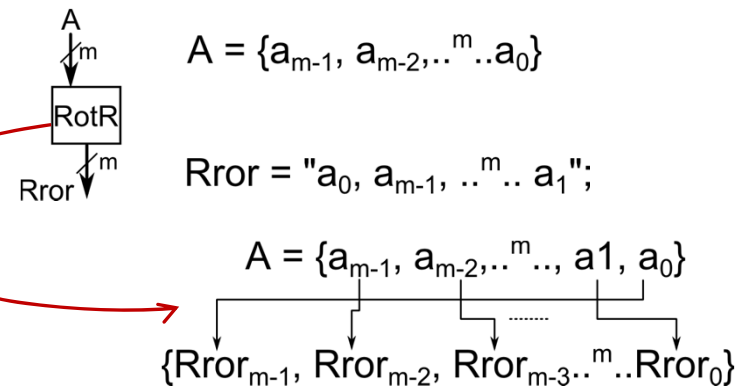 A
m
A = {aₘ₋₁, aₘ₋₂,..ᵐ..a₀}
RotR
m
Rror
Rror = "a₀, aₘ₋₁, ..ᵐ.. a₁";
A = {aₘ₋₁, aₘ₋₂,..ᵐ.., a1, a₀}
........
{Rrorₘ₋₁, Rrorₘ₋₂, Rrorₘ₋₃..ᵐ..Rror₀}